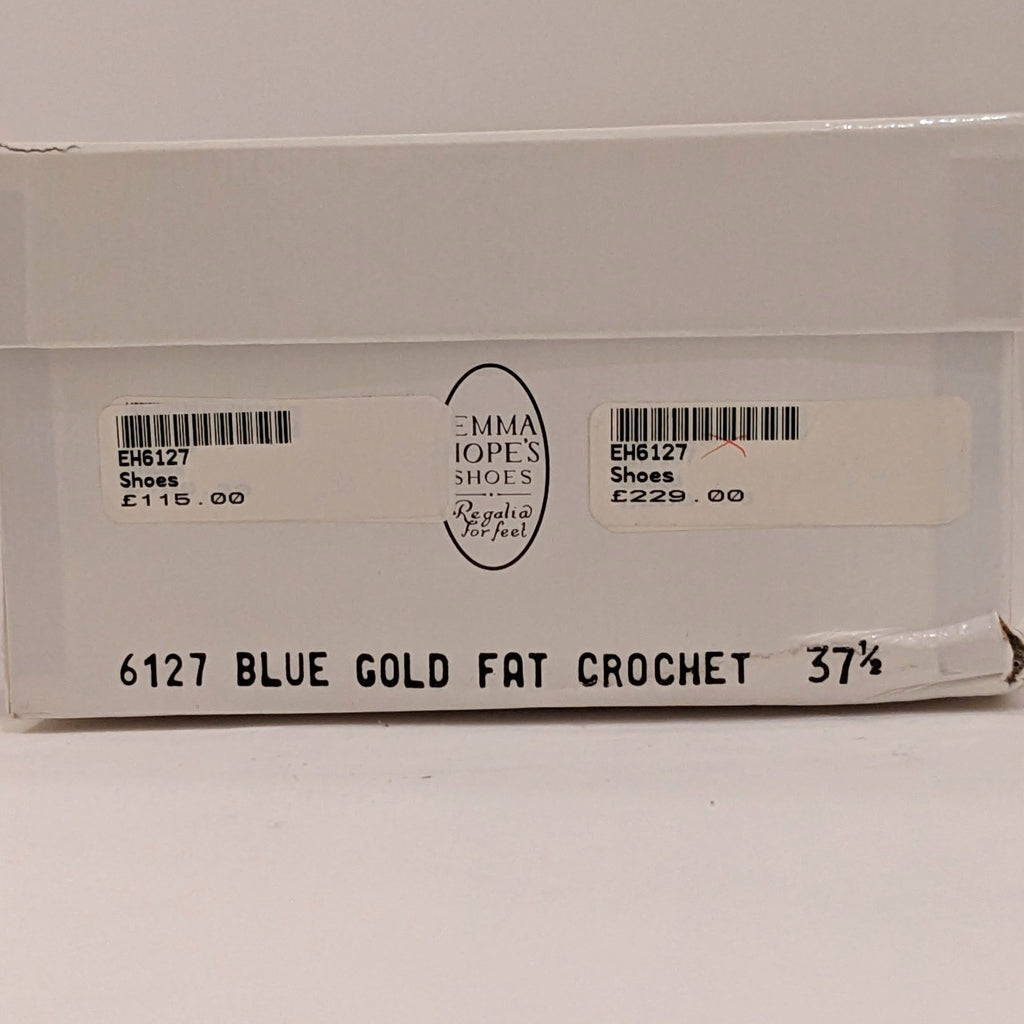 EH6127
Shoes
£115.00
EMMA
HOPE'S
SHOES
Regalia
for feet
EH6127
Shoes
£229.00
6127 BLUE GOLD FAT CROCHET 37½